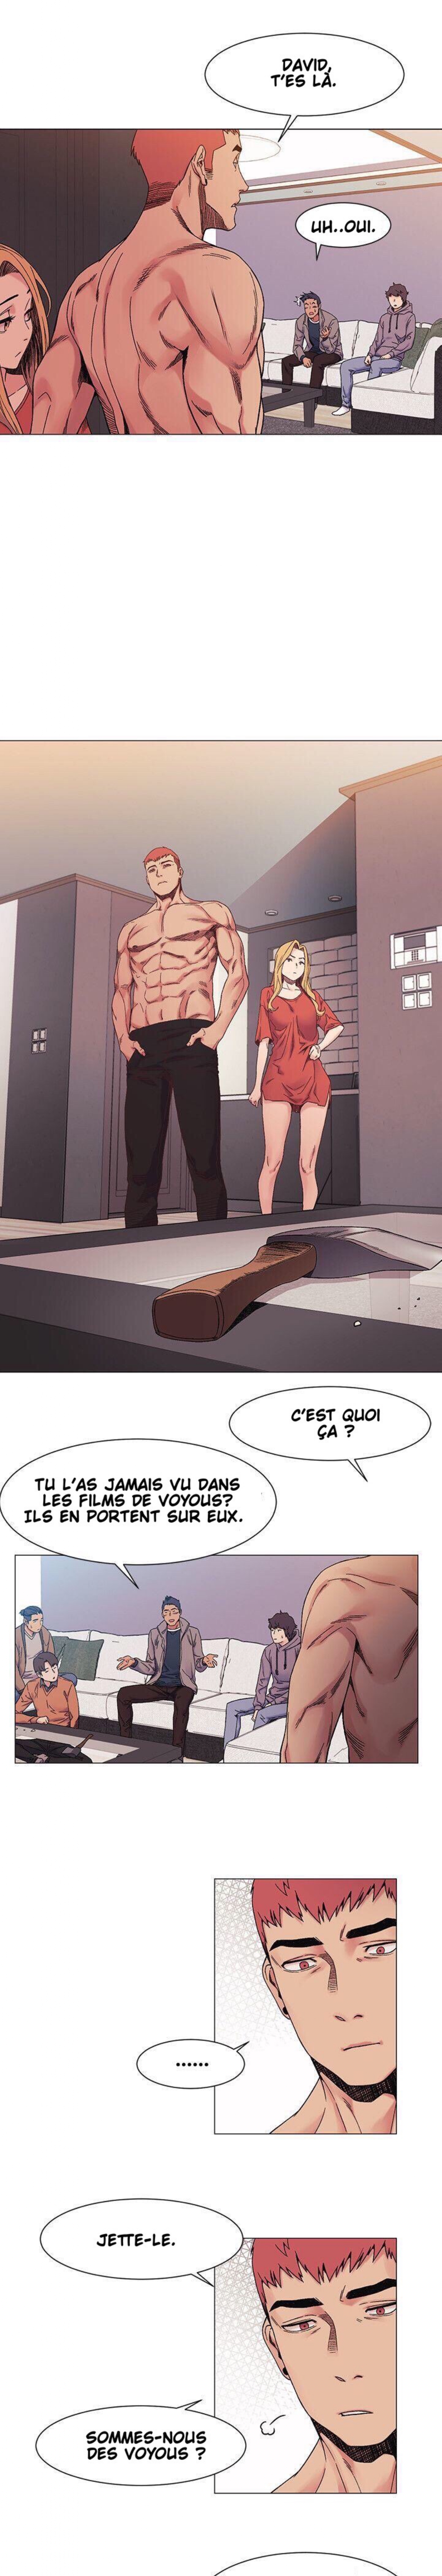 DAVID,
T'ES LÀ.
UH..OUI.
C'EST QUOI
ÇA ?
TU L'AS JAMAIS VU DANS
LES FILMS DE VOYOUS?
ILS EN PORTENT SUR EUX.
......
JETTE-LE.
SOMMES-NOUS
DES VOYOUS ?